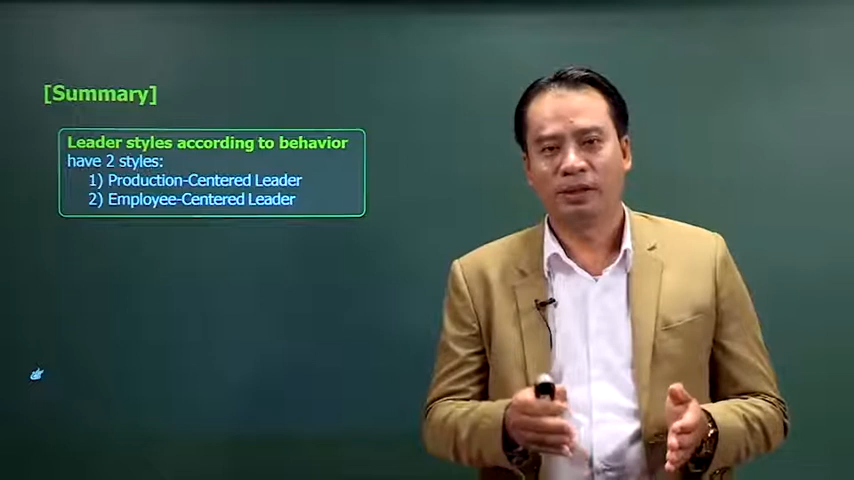 [Summary]
Leader styles according to behavior
have 2 styles:
1) Production-Centered Leader
2) Employee-Centered Leader